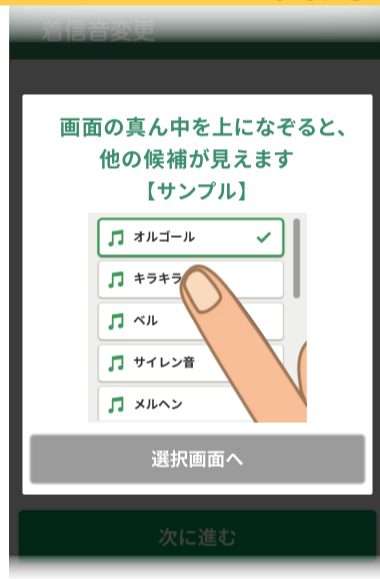 着信音変更
画面の真ん中を上になぞると、
他の候補が見えます
【サンプル】
オルゴール
キラキラ
ベル
サイレン音
メルヘン
選択画面へ
次に進む